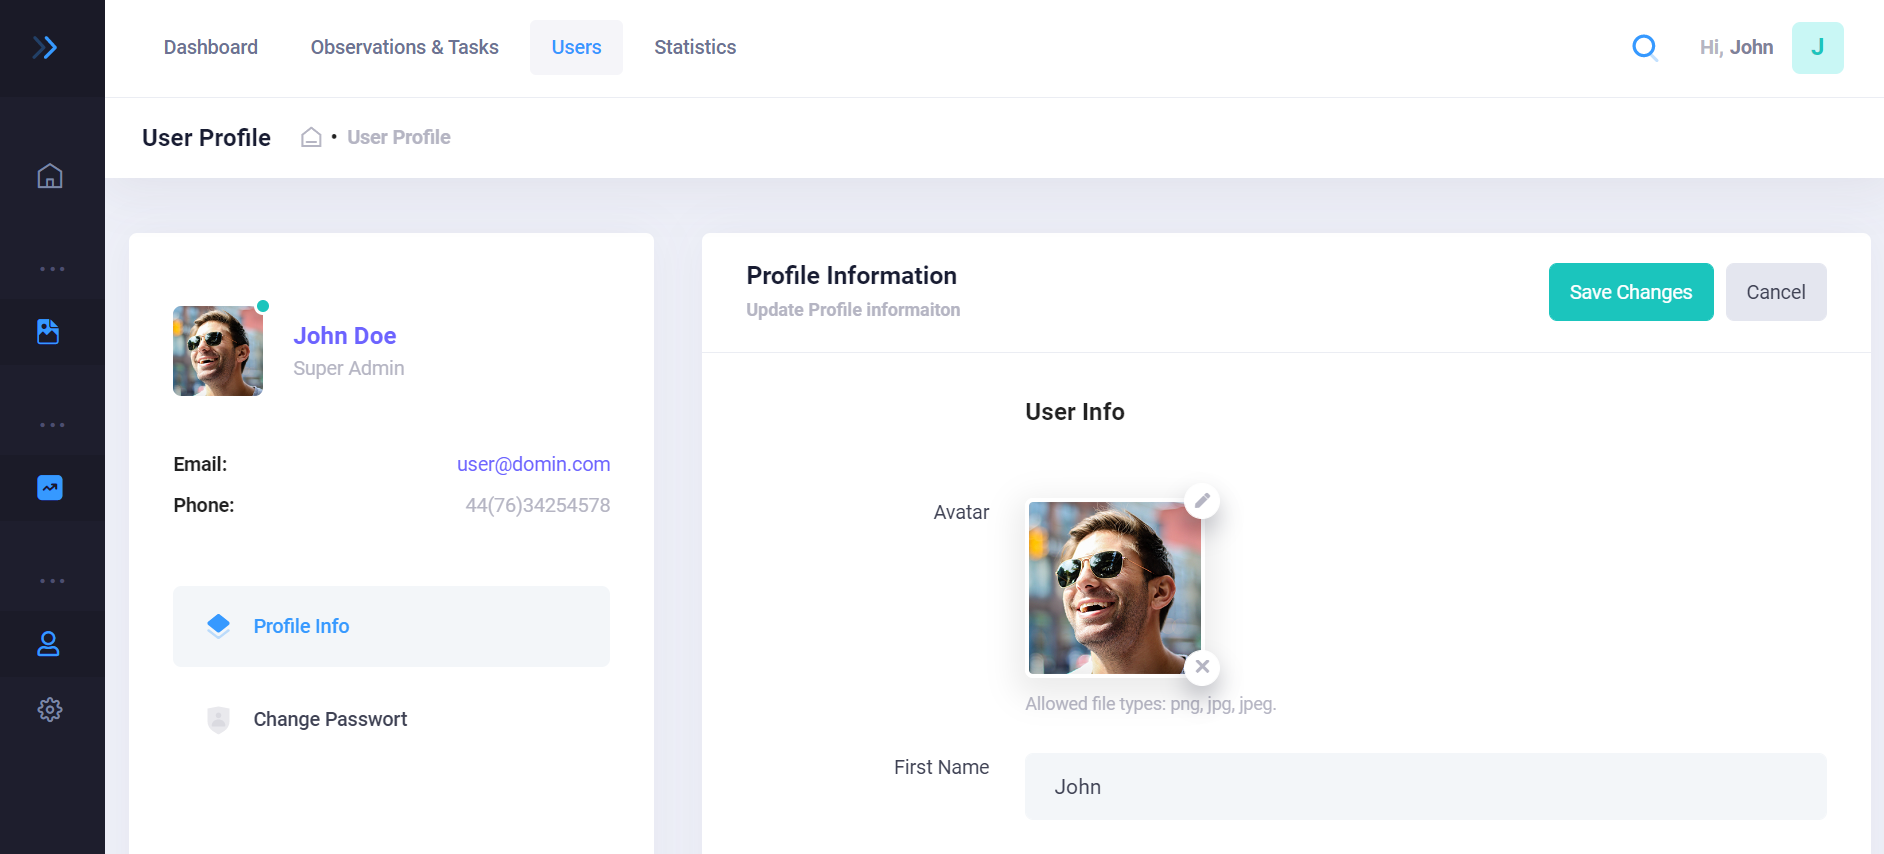 Dashboard
Observations & Tasks
Users
Statistics
Hi, John
J
User Profile
• User Profile
John Doe
Super Admin
Email:
user@domin.com
Phone:
44(76)34254578
Profile Info
Change Passwort
Profile Information
Update Profile informaiton
Save Changes
Cancel
User Info
Avatar
Allowed file types: png, jpg, jpeg.
First Name
John